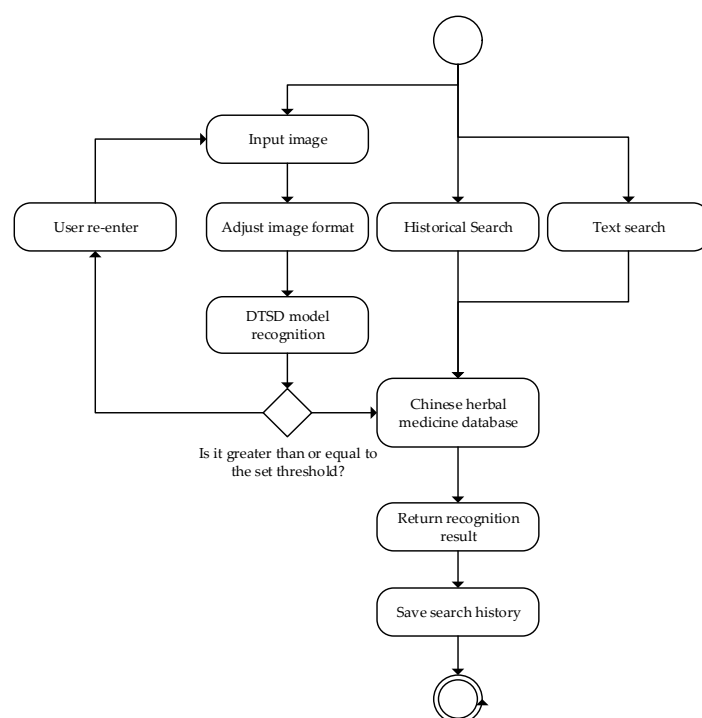 Input image
User re-enter
Adjust image format
Historical Search
Text search
DTSD model
recognition
Chinese herbal
medicine database
Is it greater than or equal to
the set threshold?
Return recognition
result
Save search history